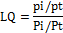 LQ = pi/pt
Pi/Pt